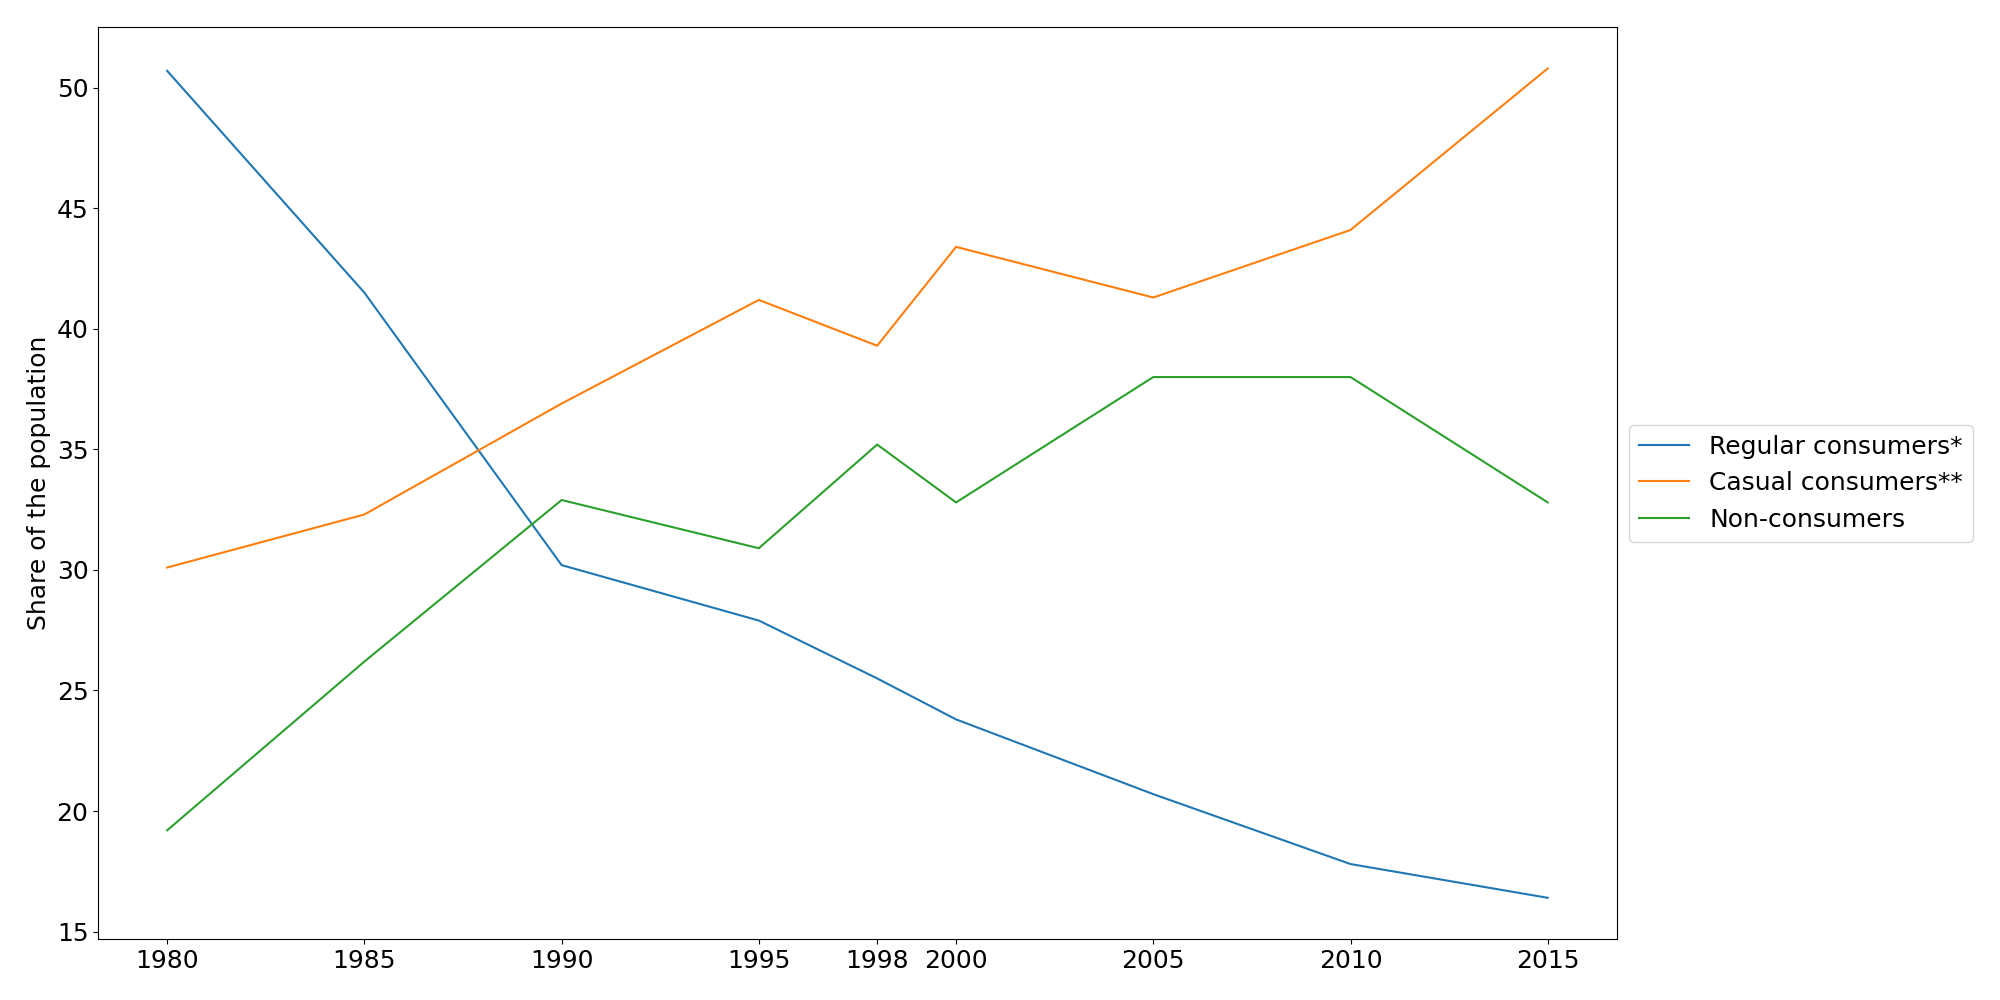 Share of the population
50
45
40
35
30
25
20
15
1980 1985 1990 1995 1998 2000 2005 2010 2015
Regular consumers*
Casual consumers**
Non-consumers